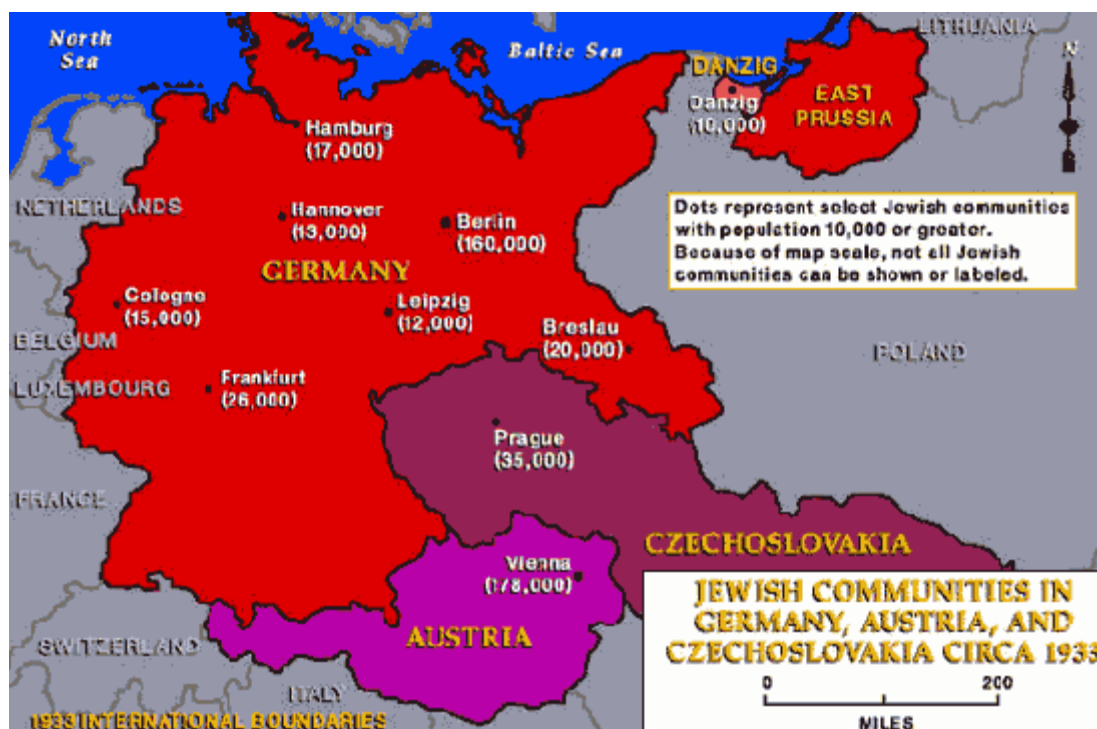 North
Sea
Baltic Sea
LITHUANIA
N
DANZIG
Danzig
(10,000)
EAST
PRUSSIA
Hamburg
(17,000)
NETHERLANDS
Hannover
(13,000)
Berlin
(160,000)
Dots represent select Jewish communities
with population 10,000 or greater.
Because of map scale, not all Jewish
communities can be shown or labeled.
GERMANY
Cologne
(15,000)
Leipzig
(12,000)
BELGIUM
Breslau
(20,000)
POLAND
LUXEMBOURG
Frankfurt
(26,000)
Prague
(35,000)
FRANCE
CZECHOSLOVAKIA
Vienna
(178,000)
AUSTRIA
SWITZERLAND
ITALY
1933 INTERNATIONAL BOUNDARIES
JEWISH COMMUNITIES IN
GERMANY, AUSTRIA, AND
CZECHOSLOVAKIA CIRCA 1933
0 200
MILES